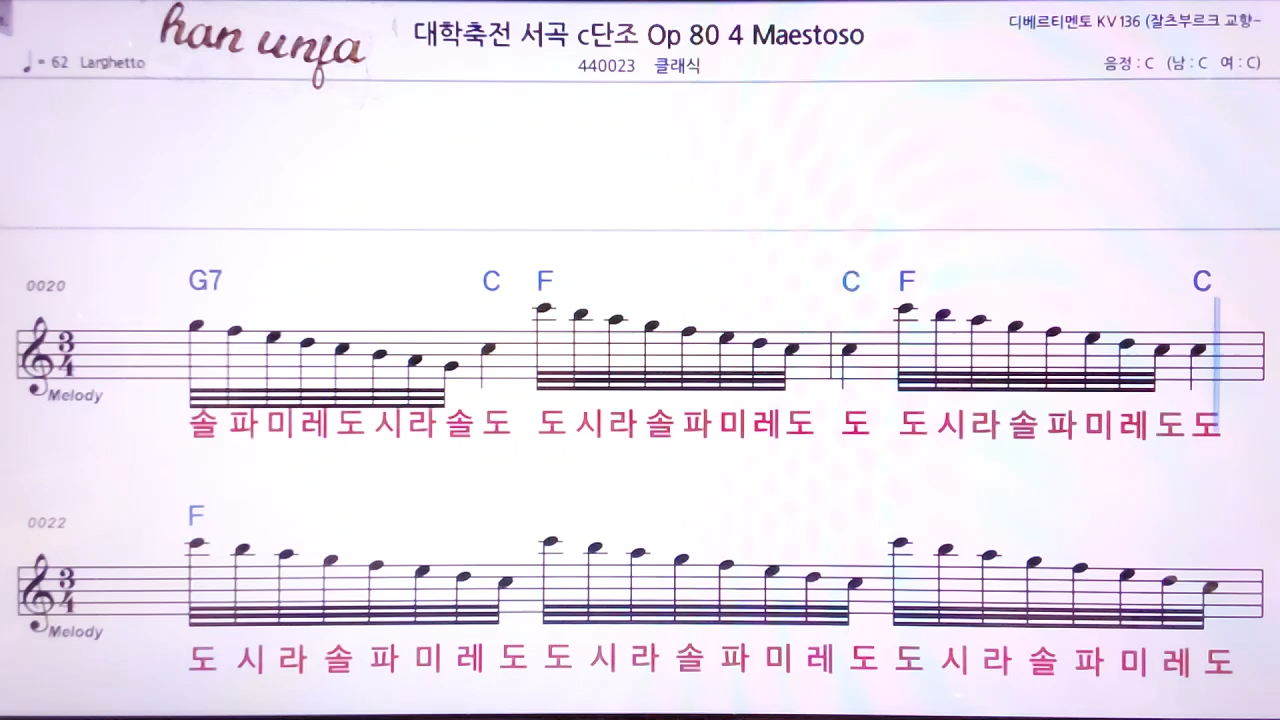 han unfa
대학축전 서곡 c단조 Op 80 4 Maestoso
디베르티멘토 KV 136 (잘츠부르크 교향-
♩= 62 Larghetto
440023 클래식
음정 : C (남 : C 여 : C)
0020
G7 C F C F C
3
4
Melody
솔 파 미 레 도 시 라 솔 도 도 시 라 솔 파 미 레 도 도 도 시 라 솔 파 미 레 도 도
0022
F
3
4
Melody
도 시 라 솔 파 미 레 도 도 시 라 솔 파 미 레 도 도 시 라 솔 파 미 레 도